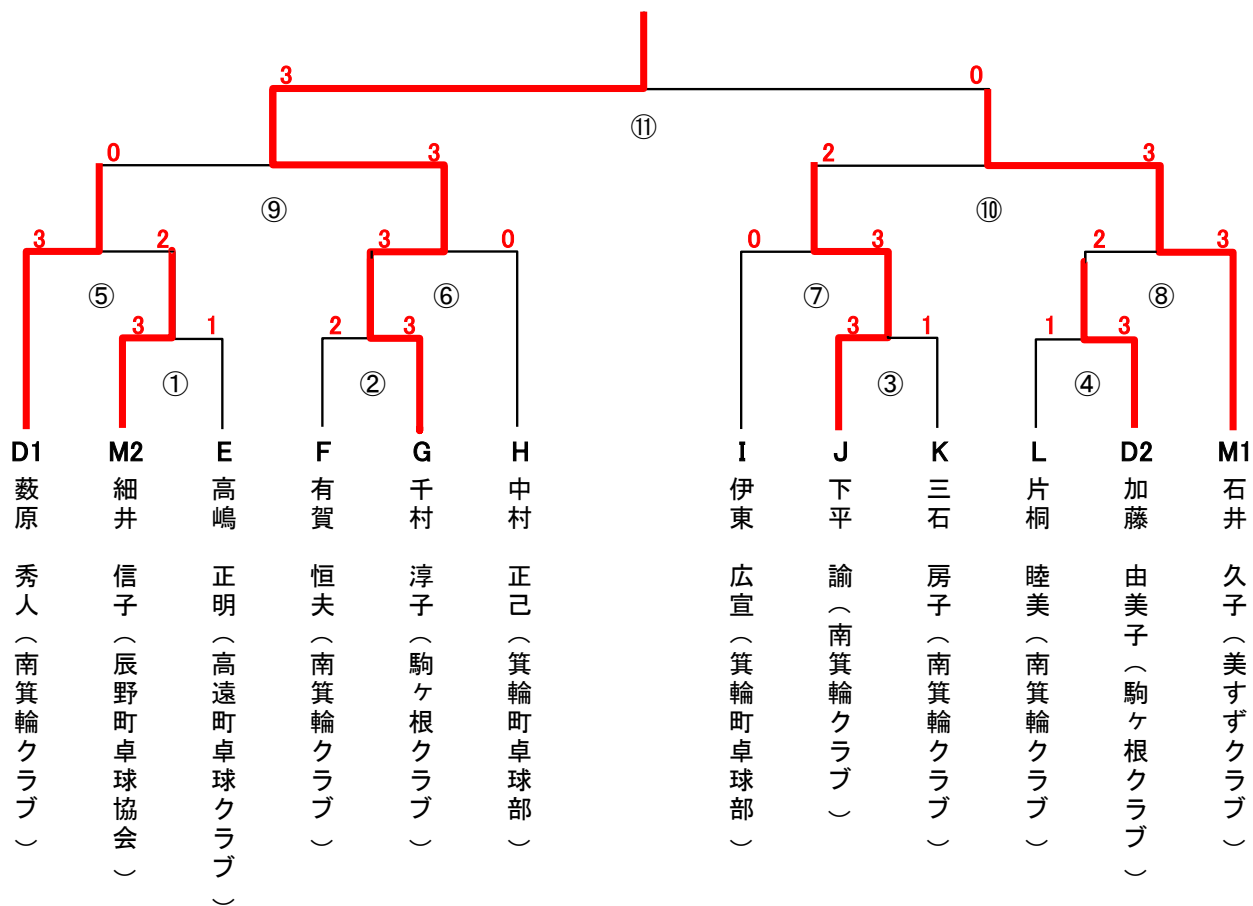 3 0
⑪
0 3 2 3
⑨ ⑩
3 2 3 0 0 3 2 3
⑤ ⑥ ⑦ ⑧
3 1 2 3 3 1 1 3
① ② ③ ④
D1 M2 E F G H I J K L D2 M1
薮原 秀人(南箕輪クラブ)
細井 信子(辰野町卓球協会)
高嶋 正明(高遠町卓球クラブ)
有賀 恒夫(南箕輪クラブ)
千村 淳子(駒ヶ根クラブ)
中村 正己(箕輪町卓球部)
伊東 広宣(箕輪町卓球部)
下平 諭(南箕輪クラブ)
三石 房子(南箕輪クラブ)
片桐 睦美(南箕輪クラブ)
加藤 由美子(駒ヶ根クラブ)
石井 久子(美すずクラブ)